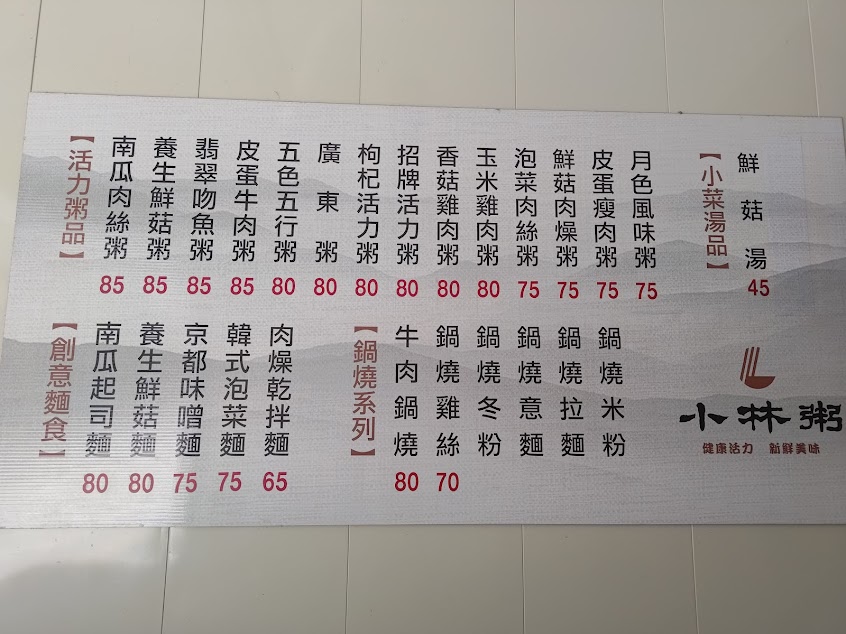 【活力粥品】
南瓜肉絲粥 85
養生鮮菇粥 85
翡翠吻魚粥 85
皮蛋牛肉粥 85
五色五行粥 80
廣東粥 80
枸杞活力粥 80
招牌活力粥 80
香菇雞肉粥 80
玉米雞肉粥 80
泡菜肉絲粥 75
鮮菇肉燥粥 75
皮蛋瘦肉粥 75
月色風味粥 75
【小菜湯品】
鮮菇湯 45
【創意麵食】
南瓜起司麵 80
養生鮮菇麵 80
京都味噌麵 75
韓式泡菜麵 75
肉燥乾拌麵 65
【鍋燒系列】
牛肉鍋燒 80
鍋燒雞絲 70
鍋燒冬粉
鍋燒意麵
鍋燒拉麵
鍋燒米粉
小林粥
健康活力 新鮮美味